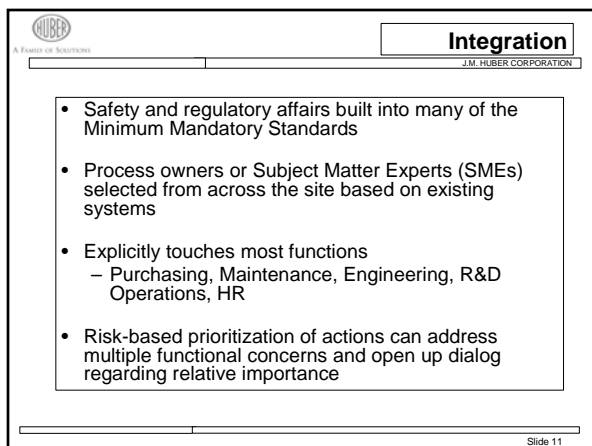 HUBER
A FAMILY OF SOLUTIONS
Integration
J.M. HUBER CORPORATION
• Safety and regulatory affairs built into many of the
Minimum Mandatory Standards
• Process owners or Subject Matter Experts (SMEs)
selected from across the site based on existing
systems
• Explicitly touches most functions
– Purchasing, Maintenance, Engineering, R&D
Operations, HR
• Risk-based prioritization of actions can address
multiple functional concerns and open up dialog
regarding relative importance
Slide 11